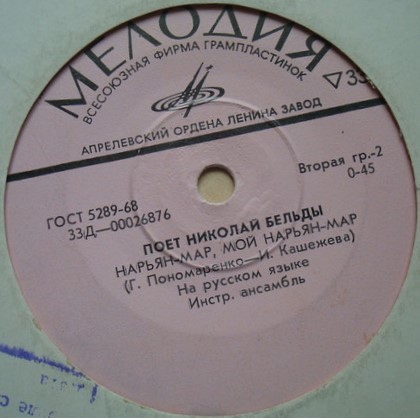 МЕЛОДИЯ
ВСЕСОЮЗНАЯ ФИРМА ГРАМПЛАСТИНОК
33
АПРЕЛЕВСКИЙ ОРДЕНА ЛЕНИНА ЗАВОД
ГОСТ 5289-68
33Д—00026876
Вторая гр.-2
0-45
ПОЕТ НИКОЛАЙ БЕЛЬДЫ
НАРЬЯН-МАР, МОЙ НАРЬЯН-МАР
(Г. Пономаренко—И. Кашежева)
На русском языке
Инстр. ансамбль